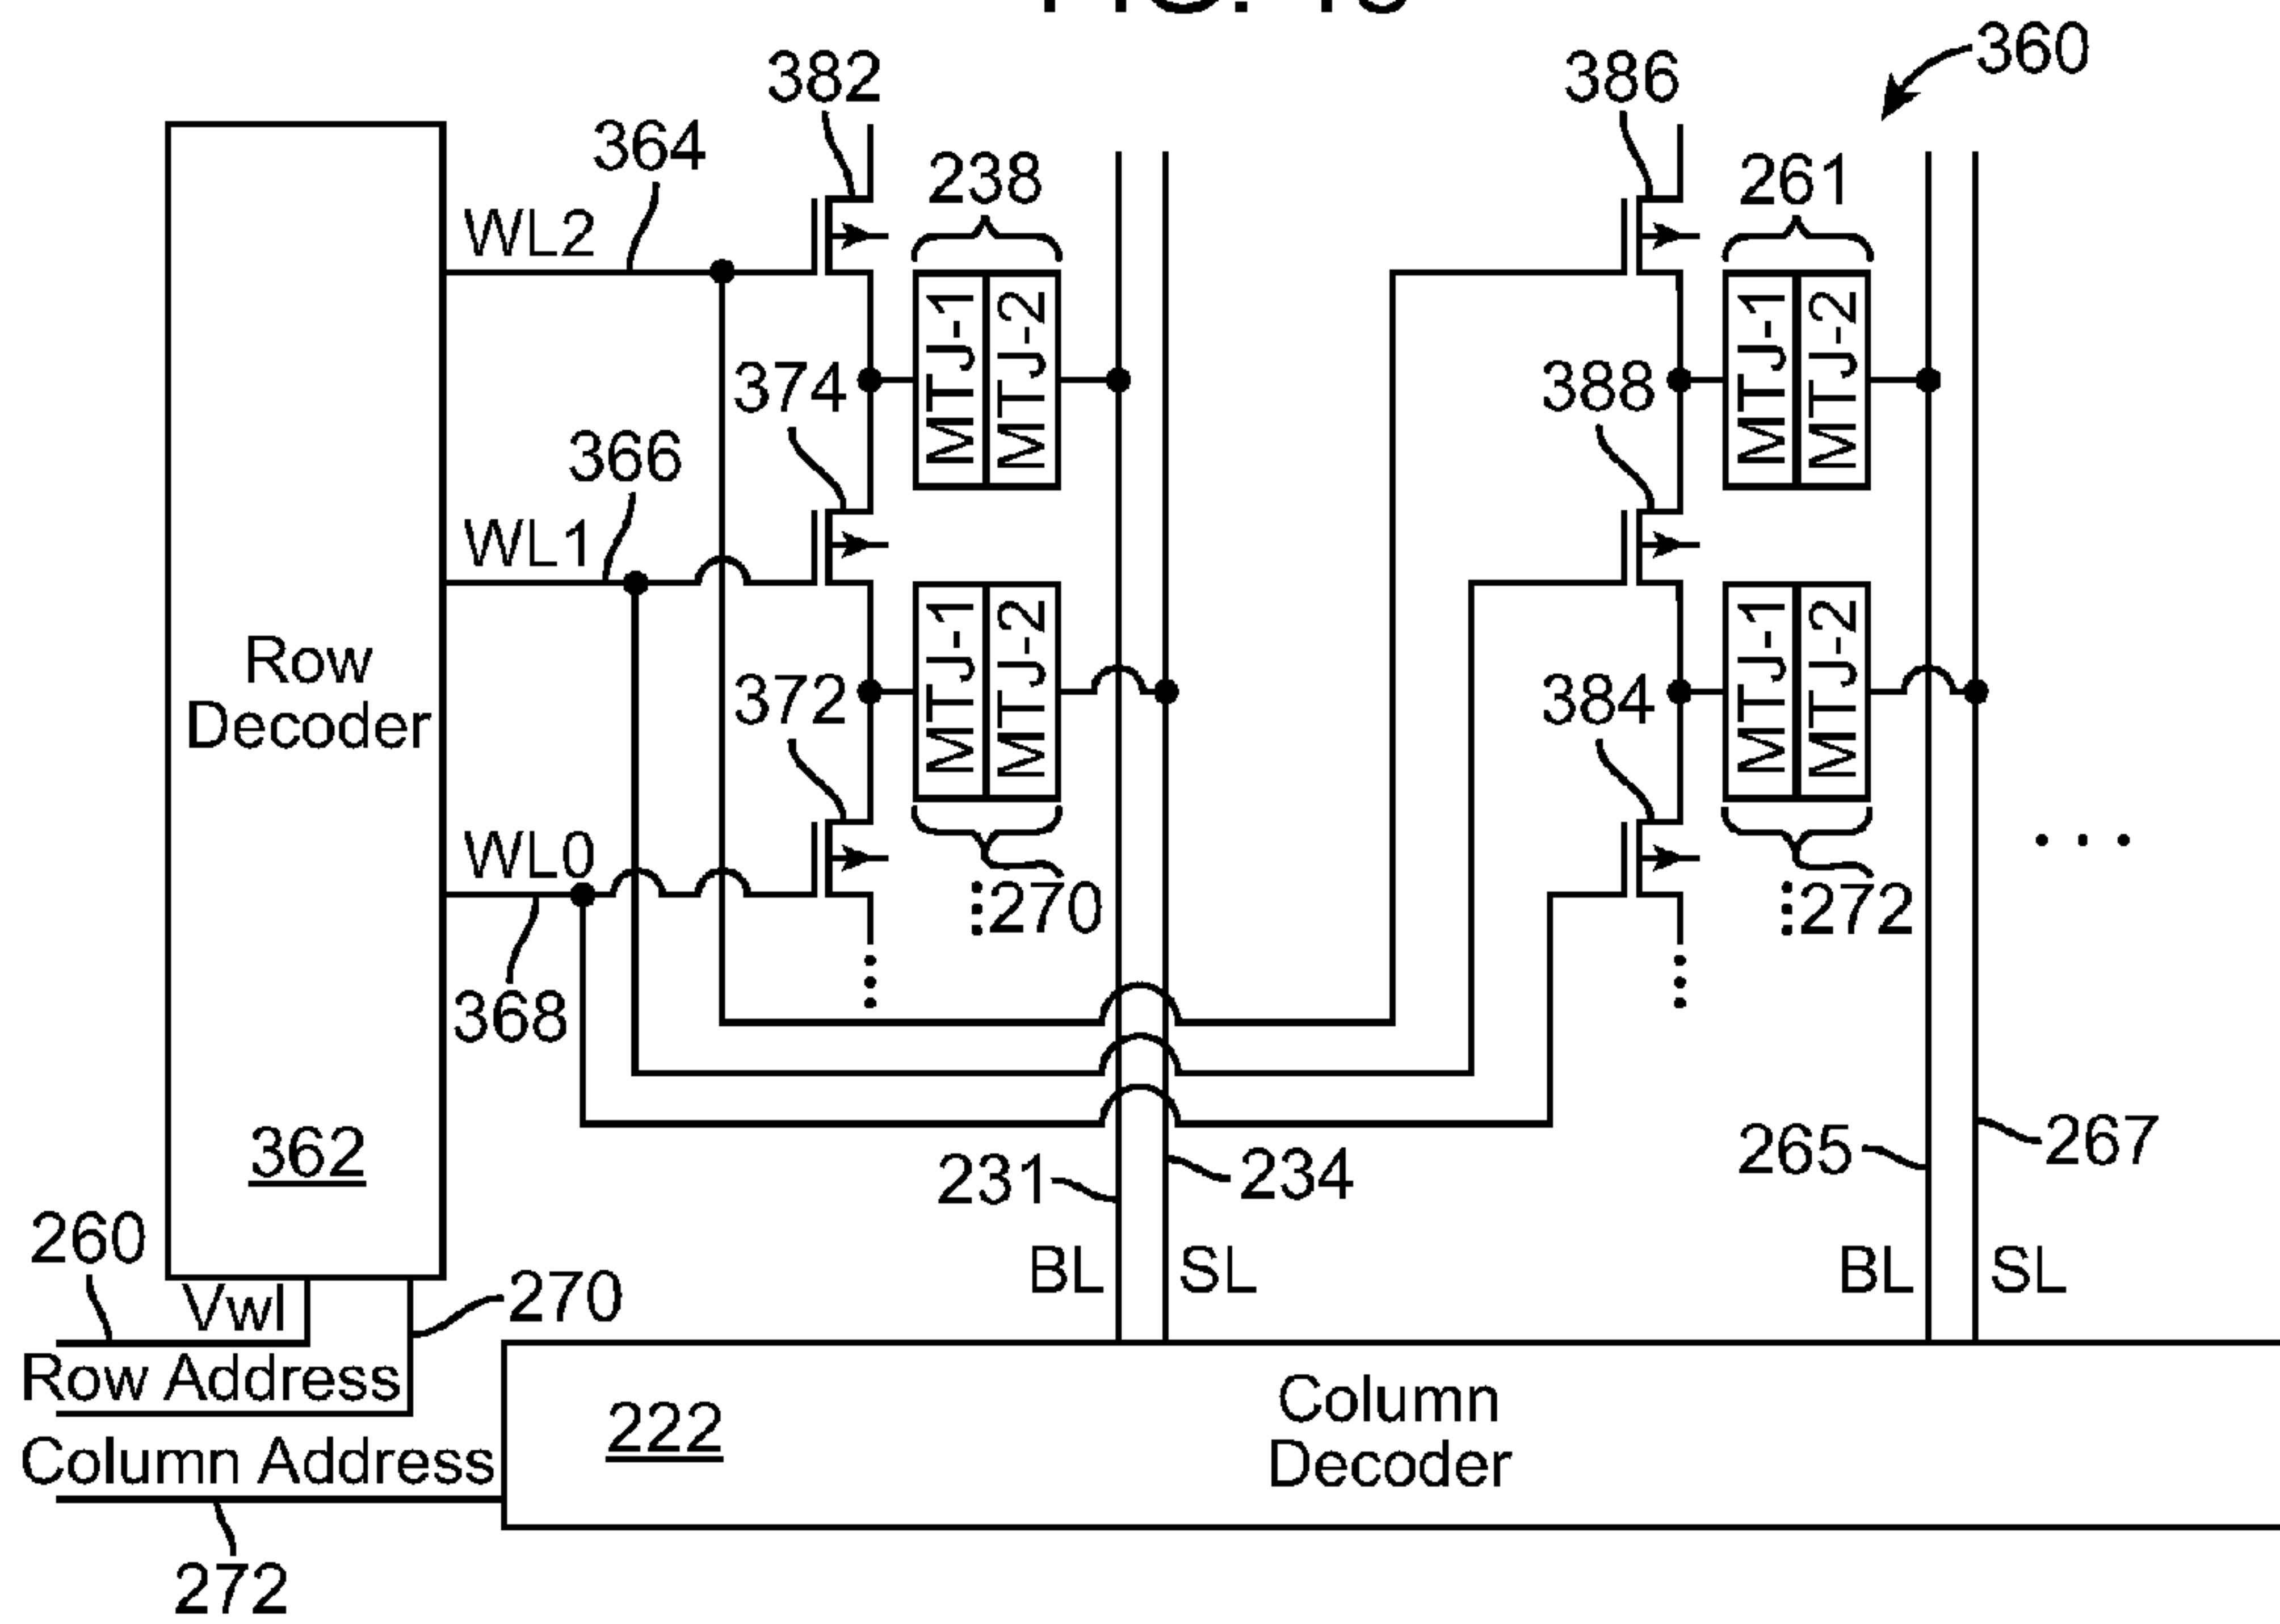 382
386
360
364
238
261
WL2
MTJ-1
MTJ-2
MTJ-1
MTJ-2
374
388
366
WL1
MTJ-1
MTJ-2
MTJ-1
MTJ-2
Row
Decoder
372
384
WL0
270
272
368
362
231
234
265
267
260
BL
SL
BL
SL
Vwl
270
Row Address
Column Address
222
Column
Decoder
272